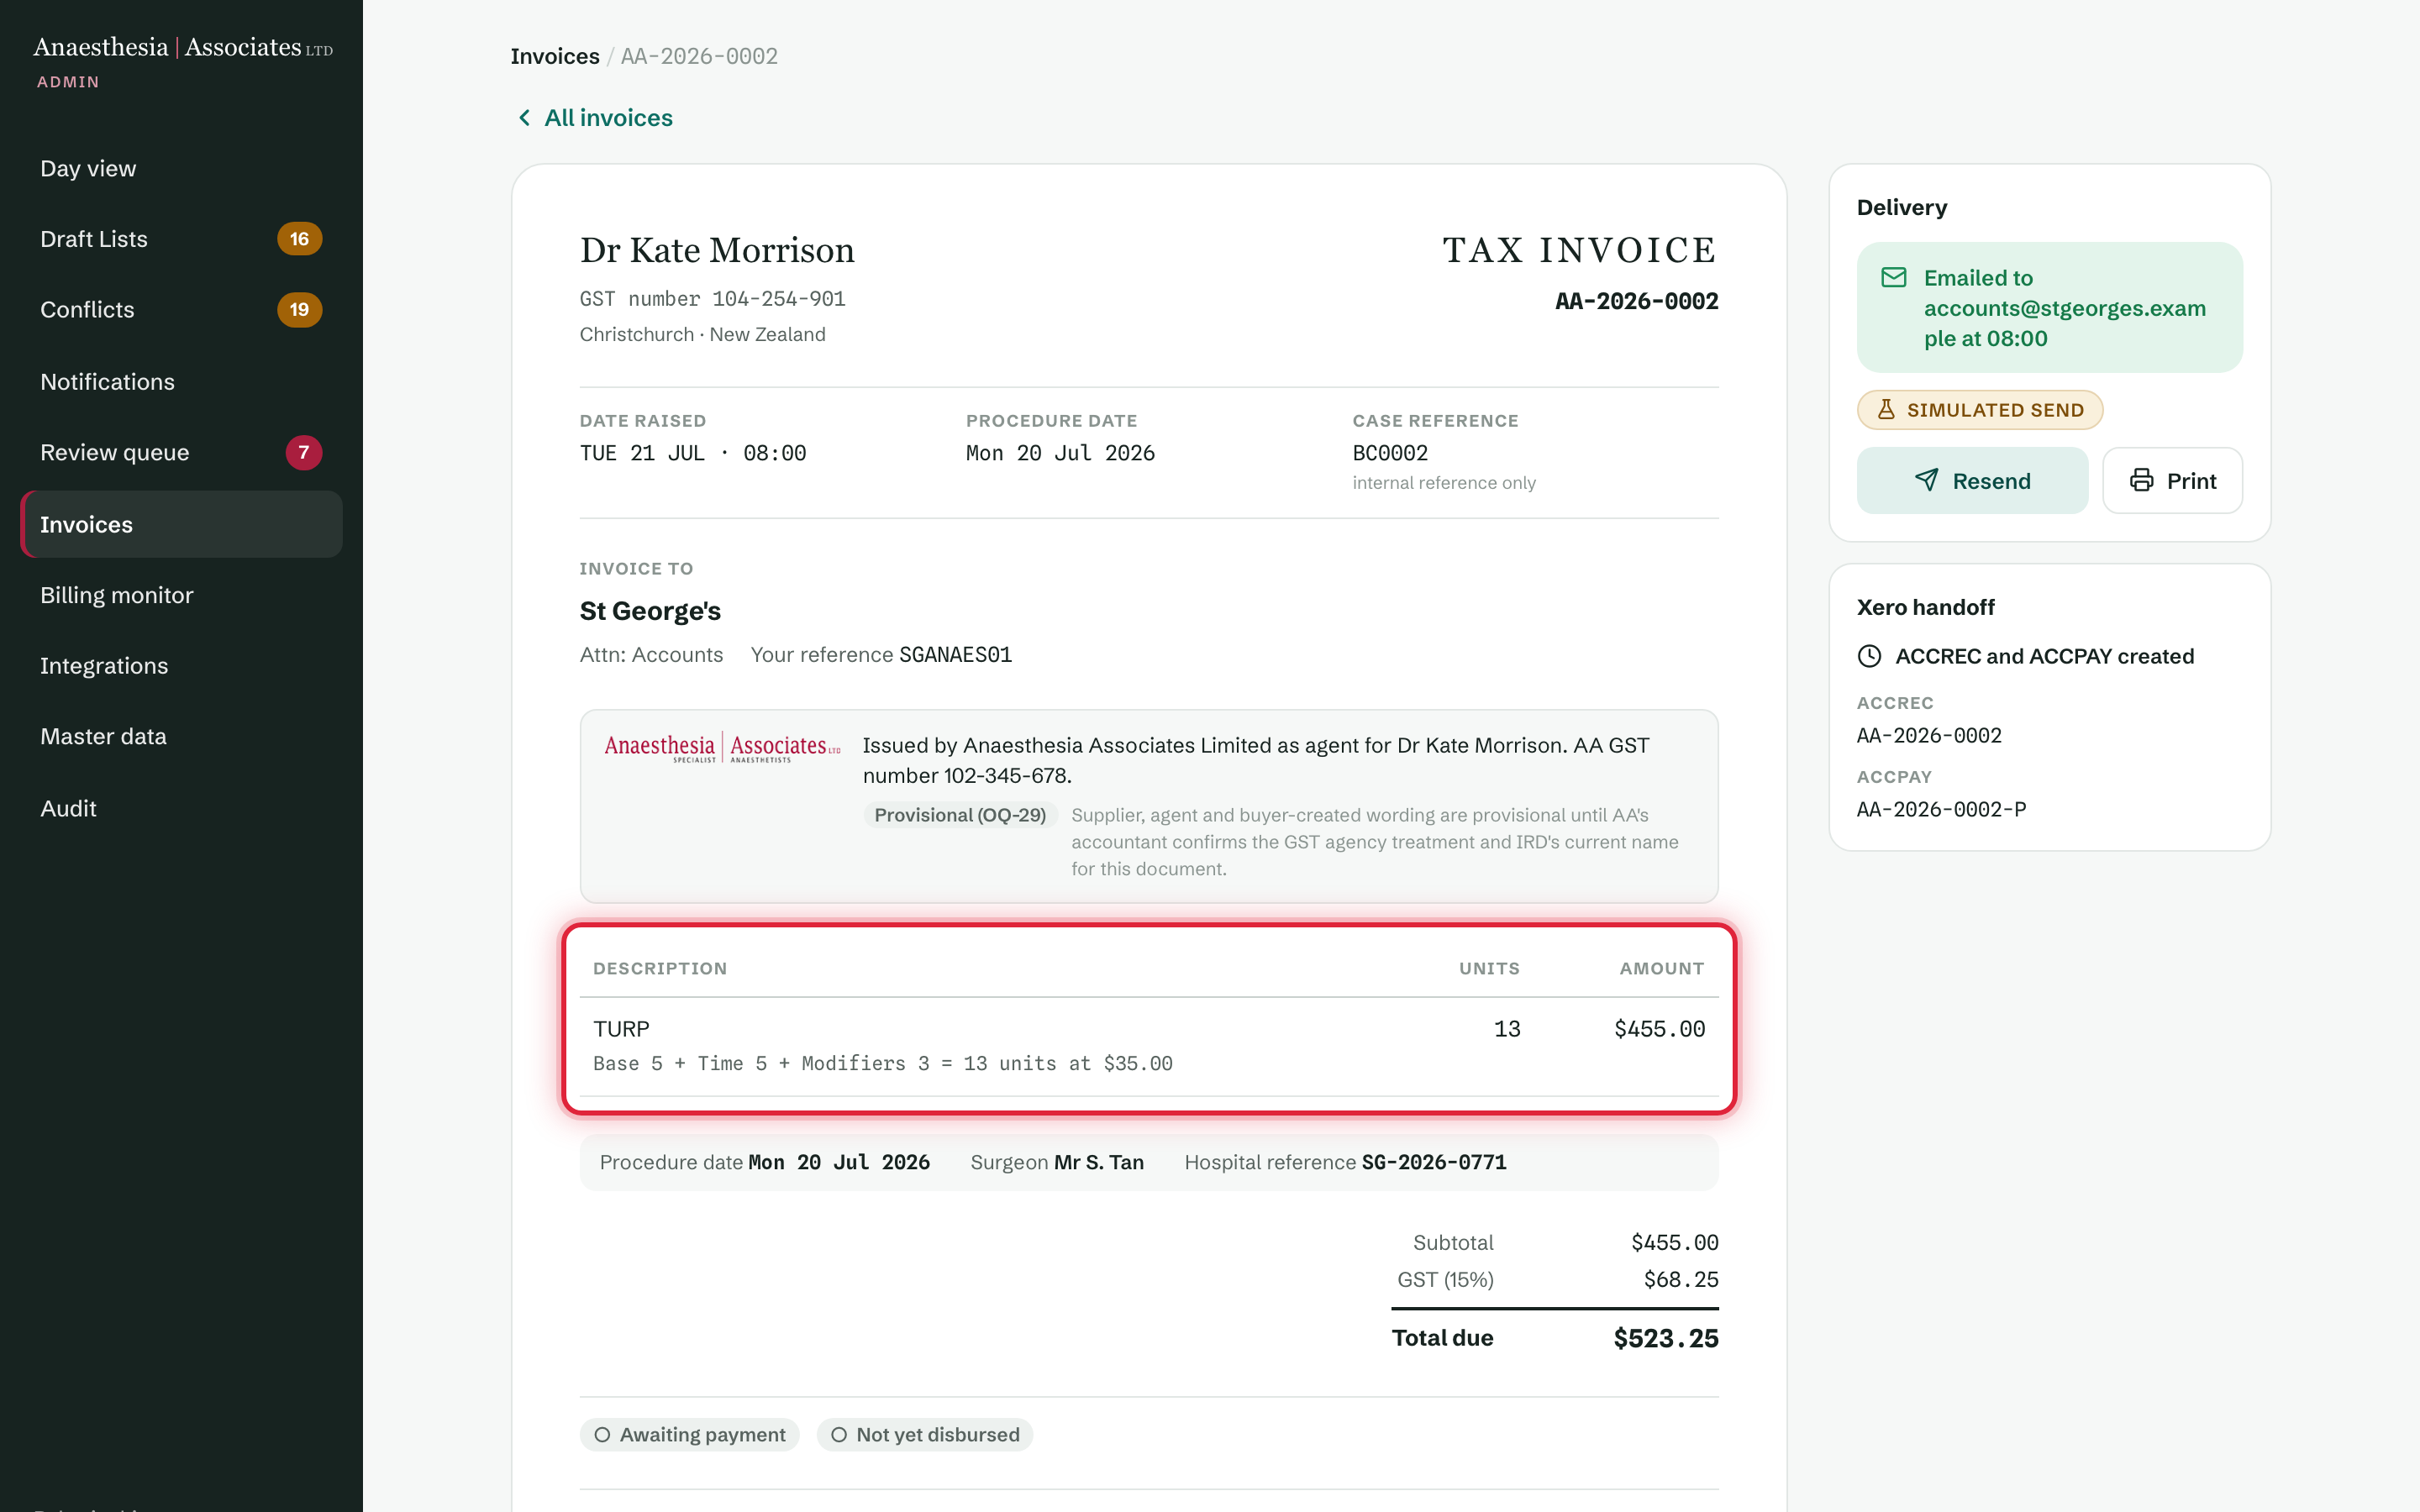 Anaesthesia | Associates LTD
ADMIN
Day view
Draft Lists 16
Conflicts 19
Notifications
Review queue 7
Invoices
Billing monitor
Integrations
Master data
Audit
Invoices / AA-2026-0002
All invoices
Dr Kate Morrison
GST number 104-254-901
Christchurch · New Zealand
TAX INVOICE
AA-2026-0002
DATE RAISED
TUE 21 JUL · 08:00
PROCEDURE DATE
Mon 20 Jul 2026
CASE REFERENCE
BC0002
internal reference only
INVOICE TO
St George's
Attn: Accounts Your reference SGANAES01
Anaesthesia | Associates LTD
SPECIALIST | ANAESTHETISTS
Issued by Anaesthesia Associates Limited as agent for Dr Kate Morrison. AA GST
number 102-345-678.
Provisional (OQ-29) Supplier, agent and buyer-created wording are provisional until AA's
accountant confirms the GST agency treatment and IRD's current name
for this document.
DESCRIPTION UNITS AMOUNT
TURP 13 $455.00
Base 5 + Time 5 + Modifiers 3 = 13 units at $35.00
Procedure date Mon 20 Jul 2026 Surgeon Mr S. Tan Hospital reference SG-2026-0771
Subtotal $455.00
GST (15%) $68.25
Total due $523.25
Awaiting payment Not yet disbursed
Delivery
Emailed to
accounts@stgeorges.exam
ple at 08:00
SIMULATED SEND
Resend Print
Xero handoff
ACCREC and ACCPAY created
ACCREC
AA-2026-0002
ACCPAY
AA-2026-0002-P